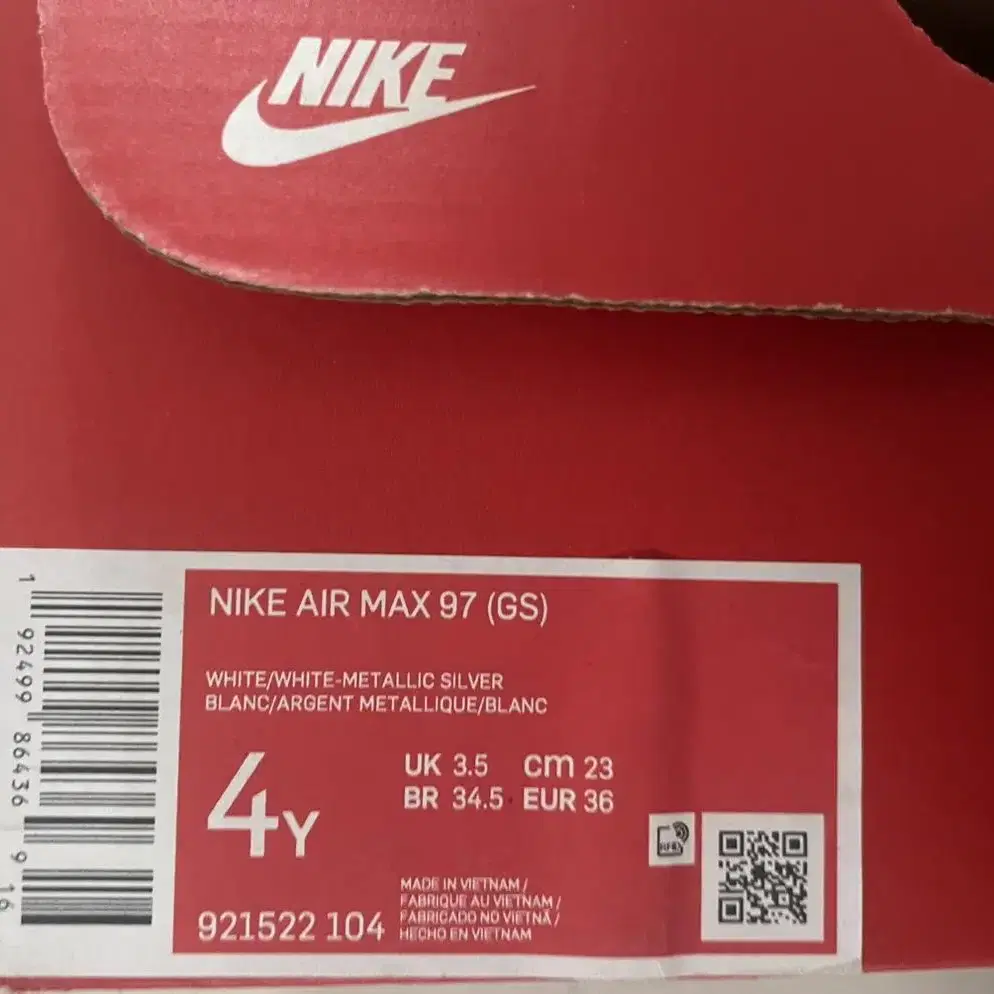 NIKE
NIKE AIR MAX 97 (GS)
WHITE/WHITE-METALLIC SILVER
BLANC/ARGENT METALLIQUE/BLANC
4Y
UK 3.5 cm 23
BR 34.5 EUR 36
MADE IN VIETNAM /
FABRIQUE AU VIETNAM /
FABRICADO NO VIETNÃ /
HECHO EN VIETNAM
921522 104
RFID
1 92499 86436 9 16